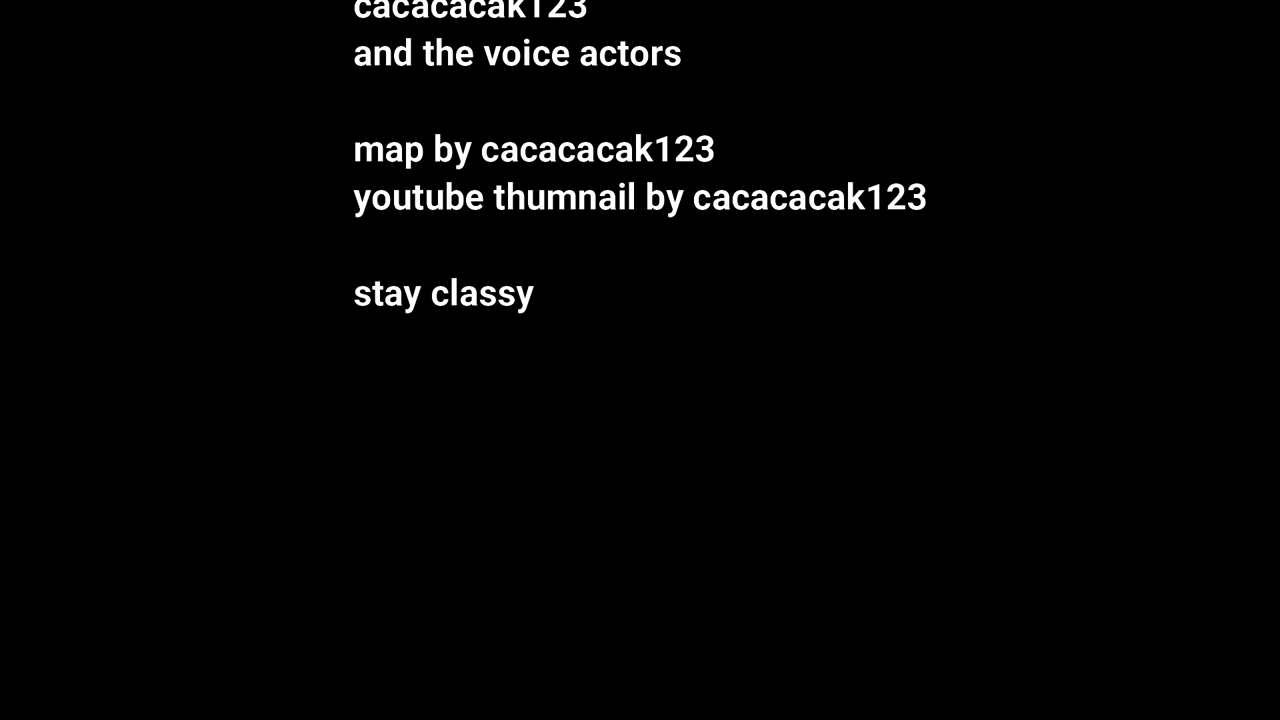 cacacacak123
and the voice actors
map by cacacacak123
youtube thumnail by cacacacak123
stay classy